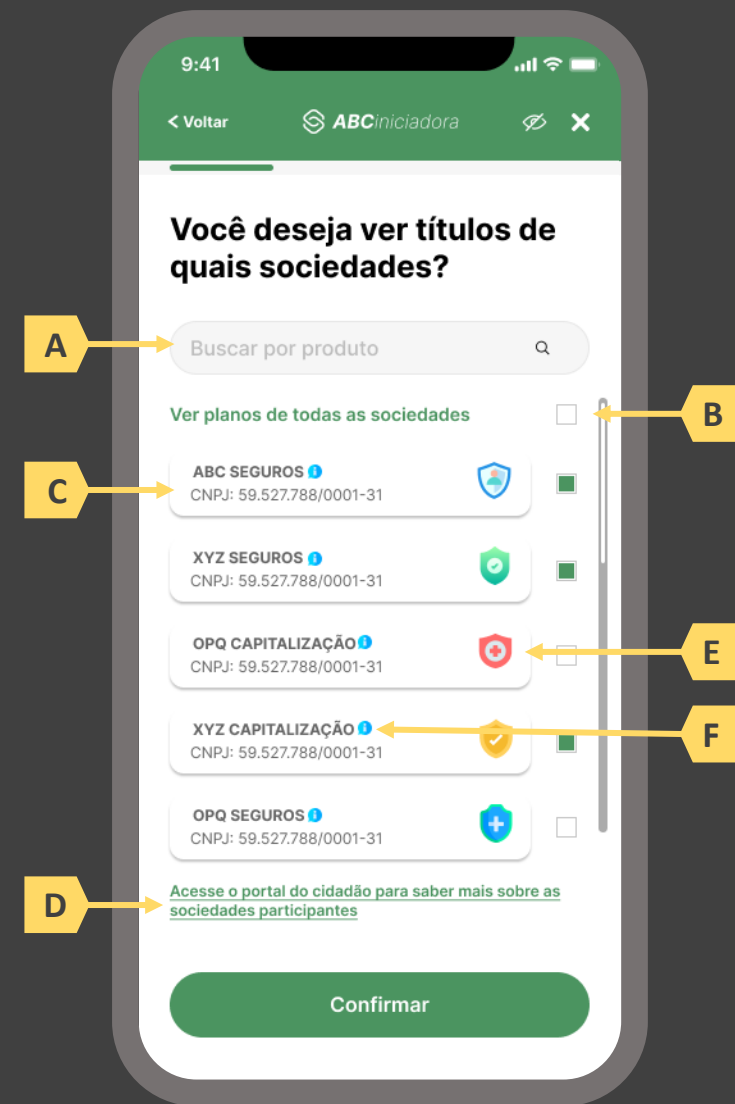 9:41
< Voltar
ABCiniciadora
Você deseja ver títulos de
quais sociedades?
A
Buscar por produto
Ver planos de todas as sociedades
B
C
ABC SEGUROS
CNPJ: 59.527.788/0001-31
XYZ SEGUROS
CNPJ: 59.527.788/0001-31
OPQ CAPITALIZAÇÃO
CNPJ: 59.527.788/0001-31
E
XYZ CAPITALIZAÇÃO
CNPJ: 59.527.788/0001-31
F
OPQ SEGUROS
CNPJ: 59.527.788/0001-31
D
Acesse o portal do cidadão para saber mais sobre as
sociedades participantes
Confirmar